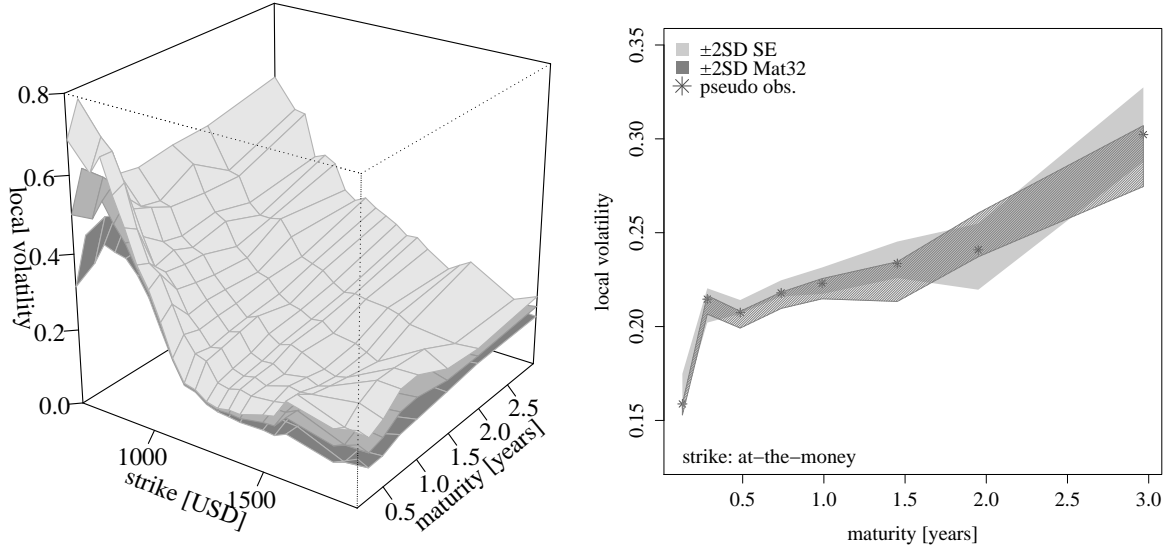 0.8
0.6
0.4
0.2
0.0
local volatility
1000
1500
strike [USD]
0.5
1.0
1.5
2.0
2.5
maturity [years]
±2SD SE
±2SD Mat32
pseudo obs.
0.35
0.30
0.25
0.20
0.15
local volatility
strike: at−the−money
0.5 1.0 1.5 2.0 2.5 3.0
maturity [years]